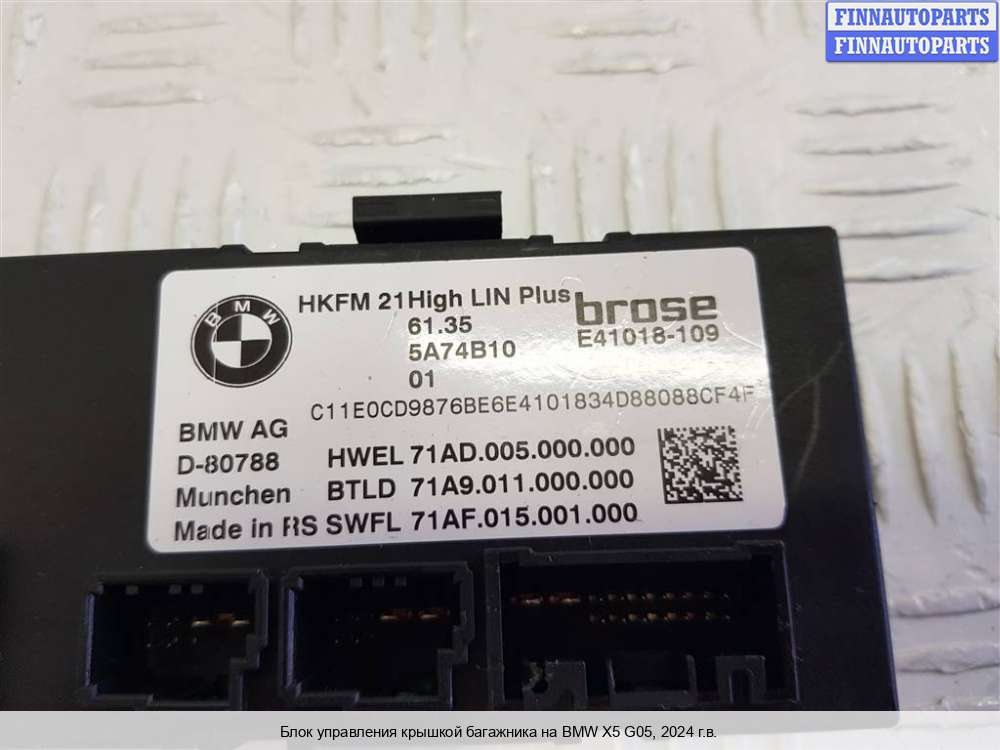 FINNAUTOPARTS
FINNAUTOPARTS
BMW
HKFM 21High LIN Plus
brose
61.35
E41018-109
5A74B10
01
C11E0CD9876BE6E4101834D88088CF4F
BMW AG
D-80788
HWEL 71AD.005.000.000
Munchen
BTLD 71A9.011.000.000
Made in RS
SWFL 71AF.015.001.000
Блок управления крышкой багажника на BMW X5 G05, 2024 г.в.